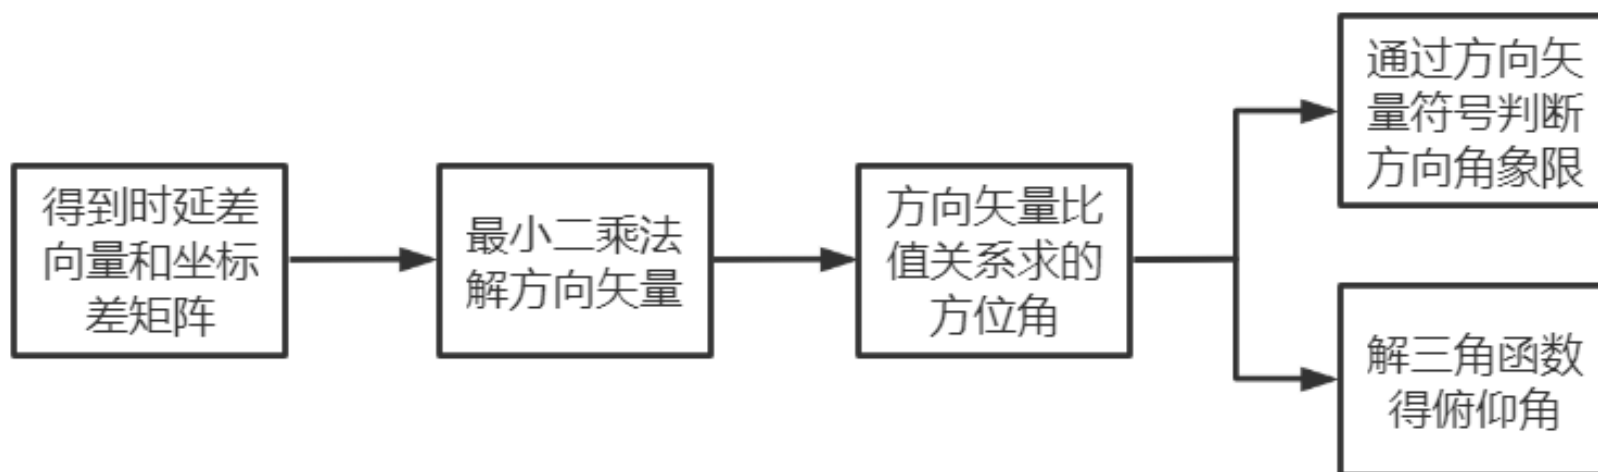 得到时延差
向量和坐标
差矩阵
最小二乘法
解方向矢量
方向矢量比
值关系求的
方位角
通过方向矢
量符号判断
方向角象限
解三角函数
得俯仰角